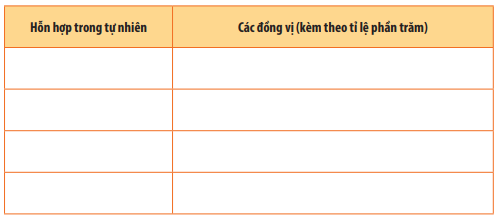 Hỗn hợp trong tự nhiên
Các đồng vị (kèm theo tỉ lệ phần trăm)